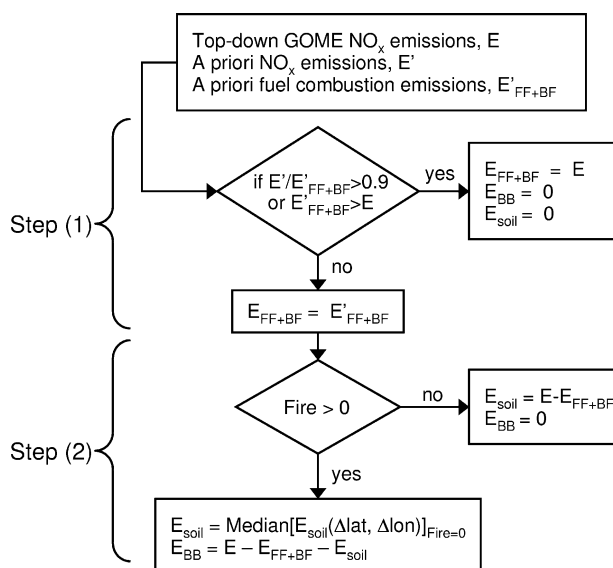 Top-down GOME NOx emissions, E
A priori NOx emissions, E'
A priori fuel combustion emissions, E'FF+BF
Step (1)
if E'/E'FF+BF>0.9
or E'FF+BF>E
yes
EFF+BF = E
EBB = 0
Esoil = 0
no
EFF+BF = E'FF+BF
Step (2)
Fire > 0
no
Esoil = E-EFF+BF
EBB = 0
yes
Esoil = Median[Esoil(Δlat, Δlon)]Fire=0
EBB = E – EFF+BF – Esoil